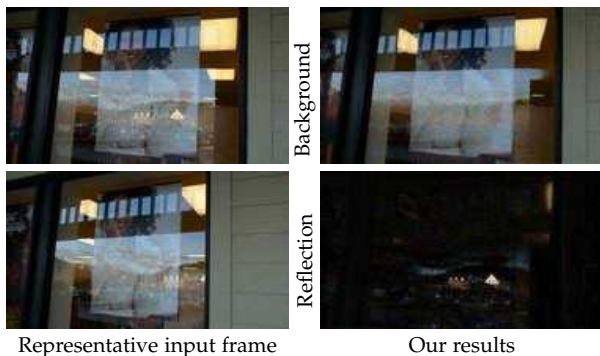 Background
Reflection
Representative input frame
Our results